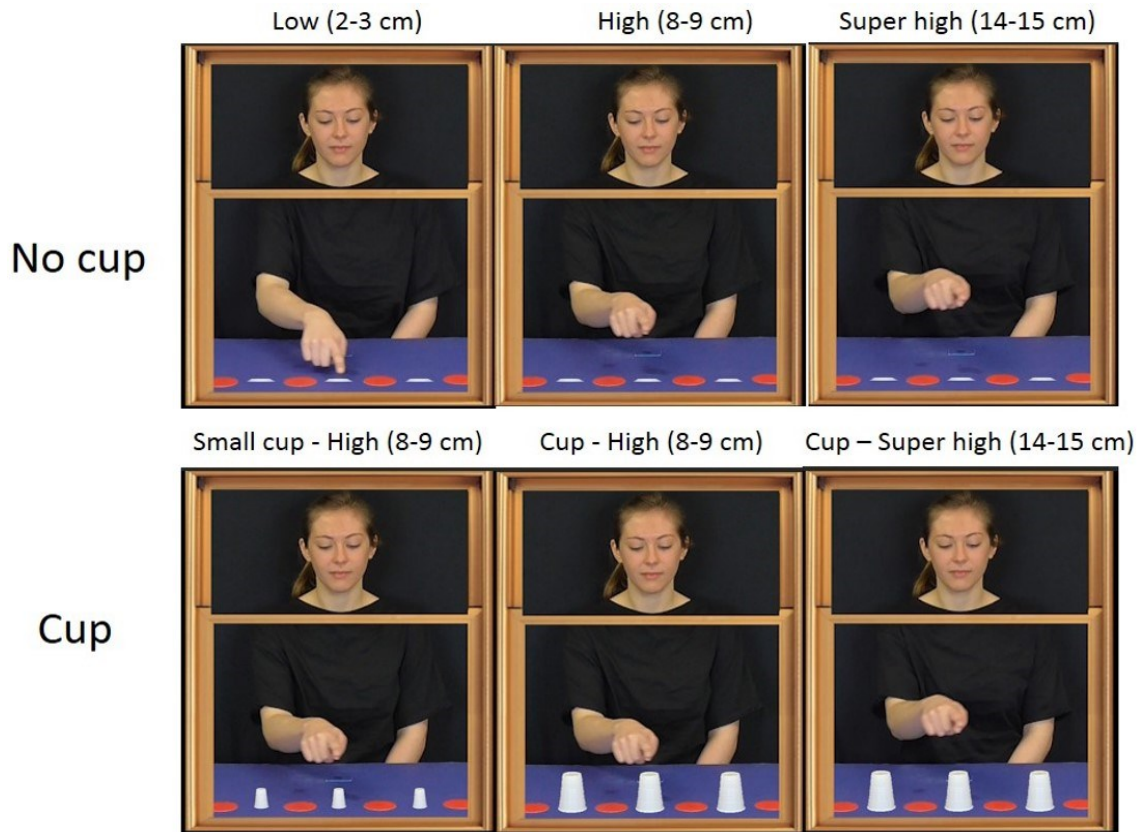 Low (2-3 cm)
High (8-9 cm)
Super high (14-15 cm)
No cup
Small cup - High (8-9 cm)
Cup - High (8-9 cm)
Cup – Super high (14-15 cm)
Cup